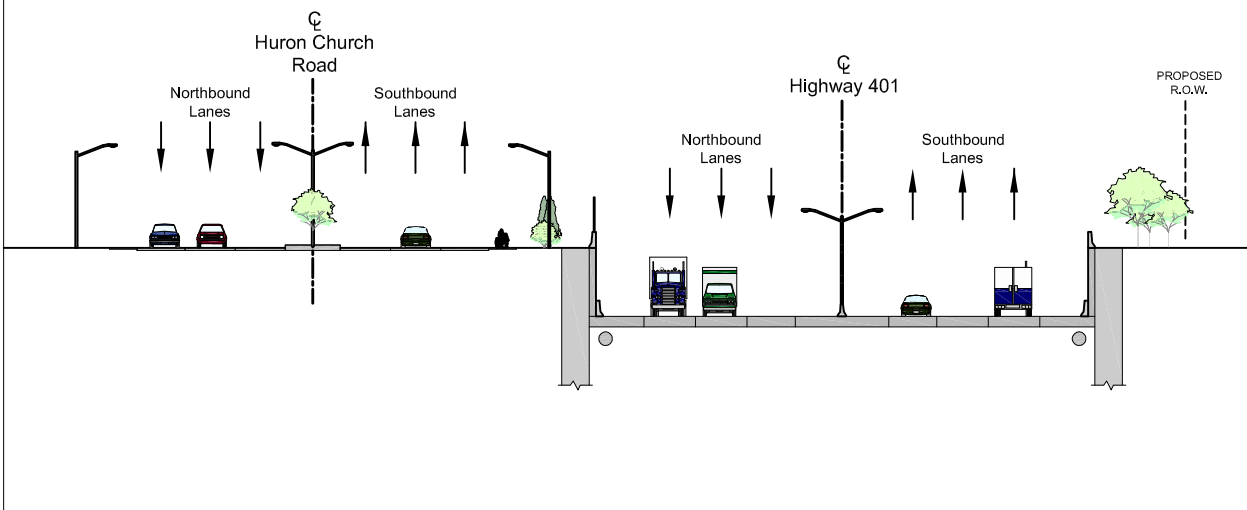 ℄
Huron Church
Road
Northbound
Lanes
Southbound
Lanes
℄
Highway 401
Northbound
Lanes
Southbound
Lanes
PROPOSED
R.O.W.